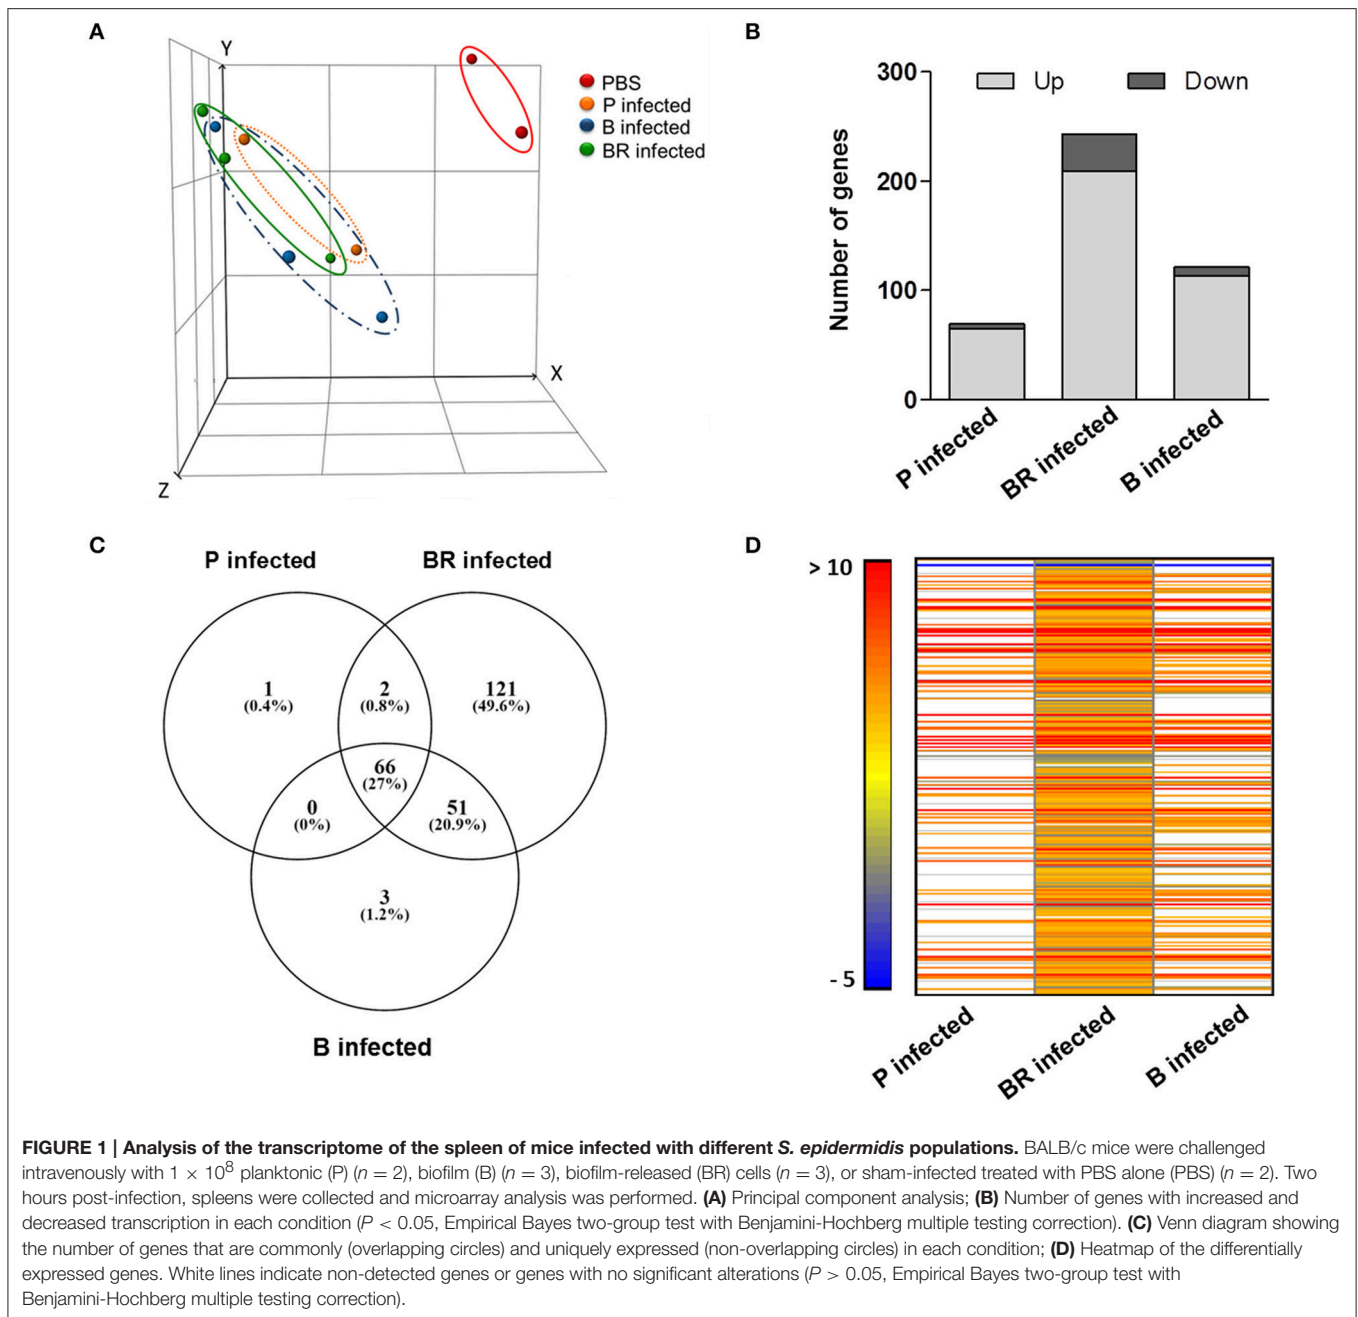 A
Y
X
Z
PBS
P infected
B infected
BR infected
B
Up
Down
Number of genes
300
200
100
0
P infected
BR infected
B infected
C
P infected
BR infected
1
(0.4%)
2
(0.8%)
121
(49.6%)
66
(27%)
0
(0%)
51
(20.9%)
3
(1.2%)
B infected
D
> 10
- 5
P infected
BR infected
B infected
FIGURE 1 | Analysis of the transcriptome of the spleen of mice infected with different S. epidermidis populations. BALB/c mice were challenged
intravenously with 1 × 10⁸ planktonic (P) (n = 2), biofilm (B) (n = 3), biofilm-released (BR) cells (n = 3), or sham-infected treated with PBS alone (PBS) (n = 2). Two
hours post-infection, spleens were collected and microarray analysis was performed. (A) Principal component analysis; (B) Number of genes with increased and
decreased transcription in each condition (P < 0.05, Empirical Bayes two-group test with Benjamini-Hochberg multiple testing correction). (C) Venn diagram showing
the number of genes that are commonly (overlapping circles) and uniquely expressed (non-overlapping circles) in each condition; (D) Heatmap of the differentially
expressed genes. White lines indicate non-detected genes or genes with no significant alterations (P > 0.05, Empirical Bayes two-group test with
Benjamini-Hochberg multiple testing correction).